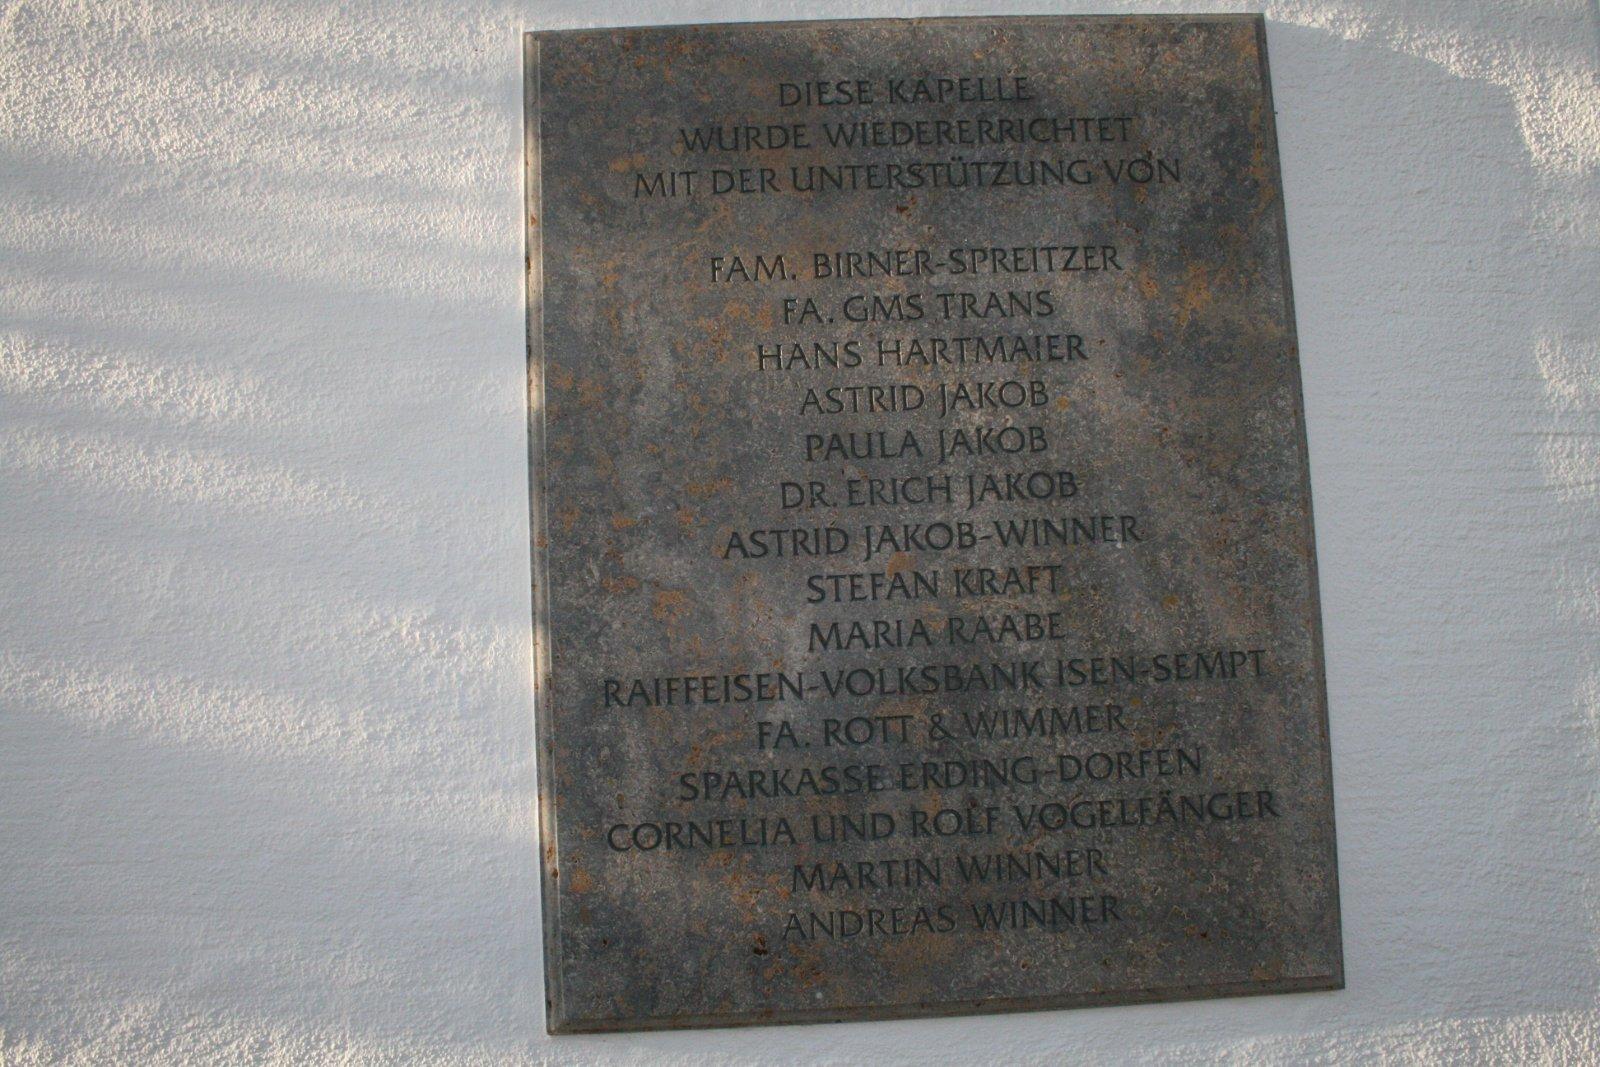 DIESE KAPELLE
WURDE WIEDERERRICHTET
MIT DER UNTERSTÜTZUNG VON
FAM. BIRNER-SPREITZER
FA. GMS TRANS
HANS HARTMAIER
ASTRID JAKOB
PAULA JAKOB
DR. ERICH JAKOB
ASTRID JAKOB-WINNER
STEFAN KRAFT
MARIA RAABE
RAIFFEISEN-VOLKSBANK ISEN-SEMPT
FA. ROTT & WIMMER
SPARKASSE ERDING-DORFEN
CORNELIA UND ROLF VOGELFÄNGER
MARTIN WINNER
ANDREAS WINNER